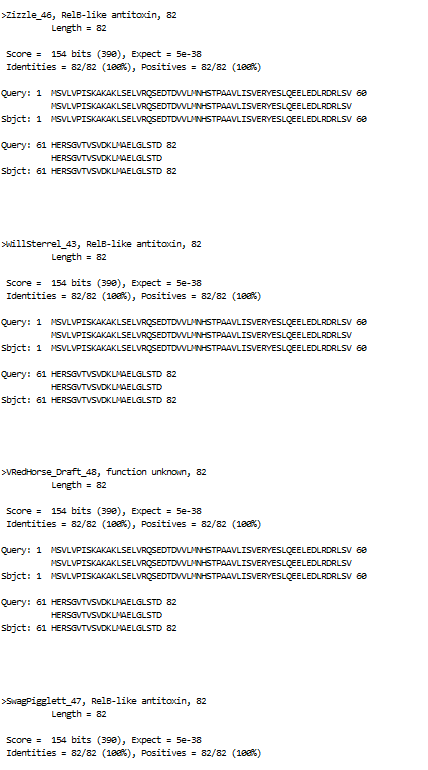 >Zizzle_46, RelB-like antitoxin, 82
Length = 82
Score = 154 bits (390), Expect = 5e-38
Identities = 82/82 (100%), Positives = 82/82 (100%)
Query: 1 MSVLVPISKAKAKLSELVRQSEDTDVVLMNHSTPAAVLISVERYESLQEELEDLRDRLSV 60
MSVLVPISKAKAKLSELVRQSEDTDVVLMNHSTPAAVLISVERYESLQEELEDLRDRLSV
Sbjct: 1 MSVLVPISKAKAKLSELVRQSEDTDVVLMNHSTPAAVLISVERYESLQEELEDLRDRLSV 60
Query: 61 HERSGVTVSVDKLMAELGLSTD 82
HERSGVTVSVDKLMAELGLSTD
Sbjct: 61 HERSGVTVSVDKLMAELGLSTD 82
>WillSterrel_43, RelB-like antitoxin, 82
Length = 82
Score = 154 bits (390), Expect = 5e-38
Identities = 82/82 (100%), Positives = 82/82 (100%)
Query: 1 MSVLVPISKAKAKLSELVRQSEDTDVVLMNHSTPAAVLISVERYESLQEELEDLRDRLSV 60
MSVLVPISKAKAKLSELVRQSEDTDVVLMNHSTPAAVLISVERYESLQEELEDLRDRLSV
Sbjct: 1 MSVLVPISKAKAKLSELVRQSEDTDVVLMNHSTPAAVLISVERYESLQEELEDLRDRLSV 60
Query: 61 HERSGVTVSVDKLMAELGLSTD 82
HERSGVTVSVDKLMAELGLSTD
Sbjct: 61 HERSGVTVSVDKLMAELGLSTD 82
>VRedHorse_Draft_48, function unknown, 82
Length = 82
Score = 154 bits (390), Expect = 5e-38
Identities = 82/82 (100%), Positives = 82/82 (100%)
Query: 1 MSVLVPISKAKAKLSELVRQSEDTDVVLMNHSTPAAVLISVERYESLQEELEDLRDRLSV 60
MSVLVPISKAKAKLSELVRQSEDTDVVLMNHSTPAAVLISVERYESLQEELEDLRDRLSV
Sbjct: 1 MSVLVPISKAKAKLSELVRQSEDTDVVLMNHSTPAAVLISVERYESLQEELEDLRDRLSV 60
Query: 61 HERSGVTVSVDKLMAELGLSTD 82
HERSGVTVSVDKLMAELGLSTD
Sbjct: 61 HERSGVTVSVDKLMAELGLSTD 82
>SwagPigglett_47, RelB-like antitoxin, 82
Length = 82
Score = 154 bits (390), Expect = 5e-38
Identities = 82/82 (100%), Positives = 82/82 (100%)